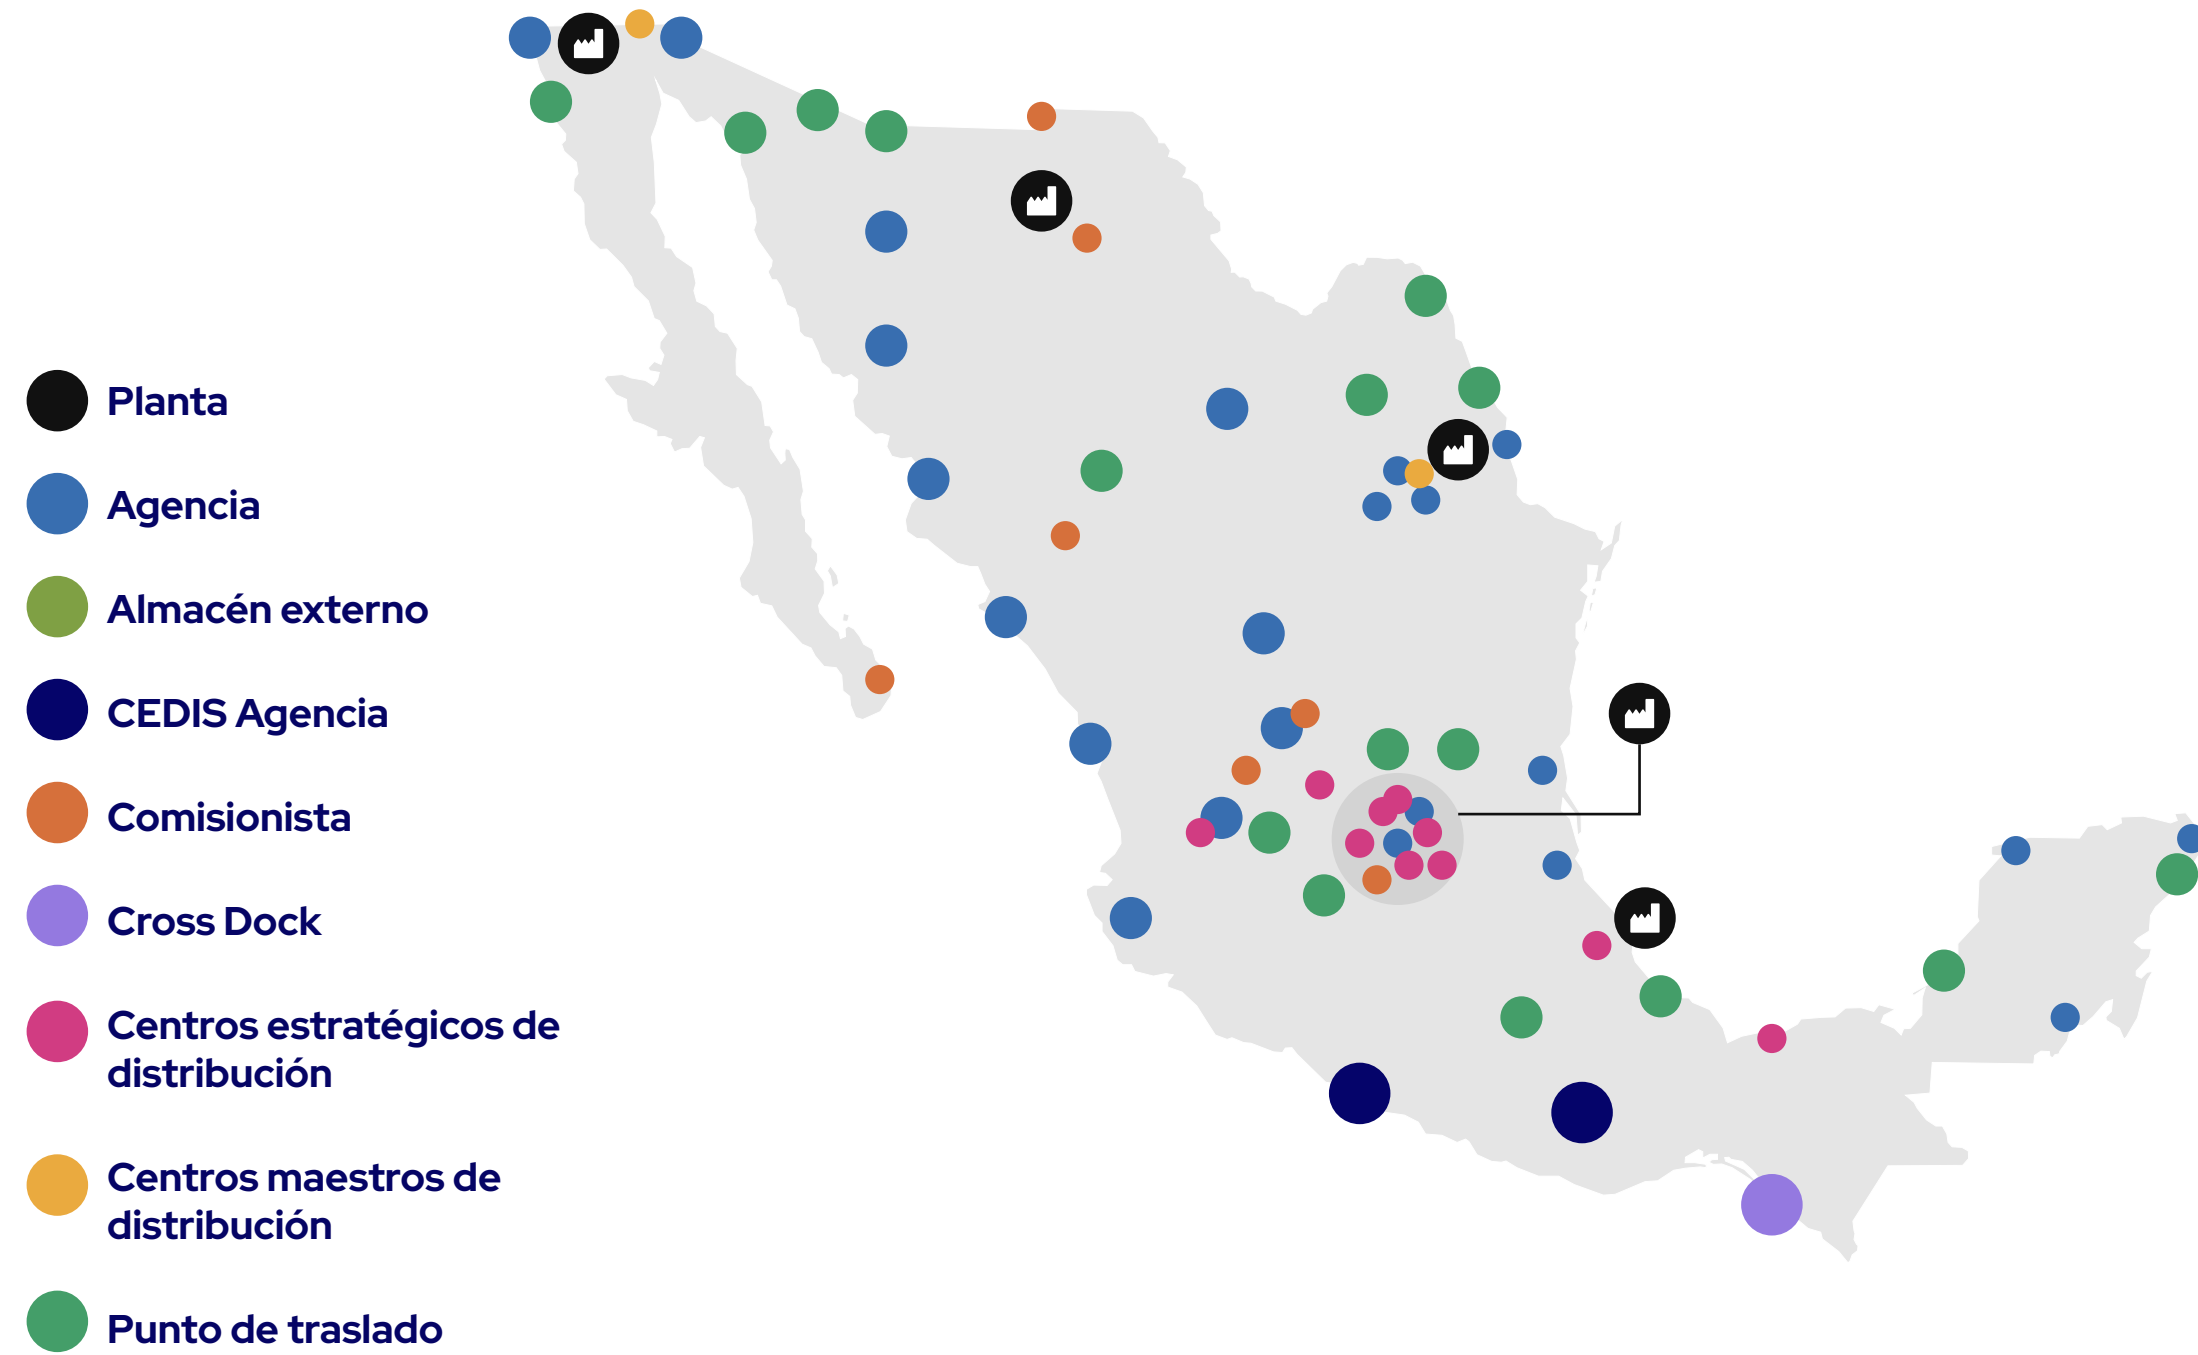 Planta
Agencia
Almacén externo
CEDIS Agencia
Comisionista
Cross Dock
Centros estratégicos de
distribución
Centros maestros de
distribución
Punto de traslado